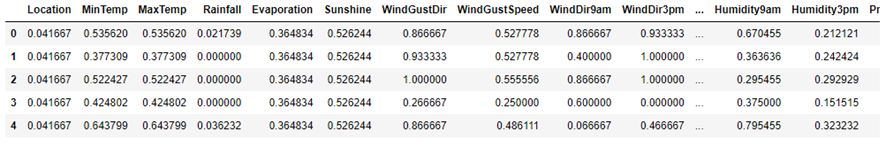 Location MinTemp MaxTemp Rainfall Evaporation Sunshine WindGustDir WindGustSpeed WindDir9am WindDir3pm ... Humidity9am Humidity3pm Pr
0 0.041667 0.535620 0.535620 0.021739 0.364834 0.526244 0.866667 0.527778 0.866667 0.933333 ... 0.670455 0.212121
1 0.041667 0.377309 0.377309 0.000000 0.364834 0.526244 0.933333 0.527778 0.400000 1.000000 ... 0.363636 0.242424
2 0.041667 0.522427 0.522427 0.000000 0.364834 0.526244 1.000000 0.555556 0.866667 1.000000 ... 0.295455 0.292929
3 0.041667 0.424802 0.424802 0.000000 0.364834 0.526244 0.266667 0.250000 0.600000 0.000000 ... 0.375000 0.151515
4 0.041667 0.643799 0.643799 0.036232 0.364834 0.526244 0.866667 0.486111 0.066667 0.466667 ... 0.795455 0.323232